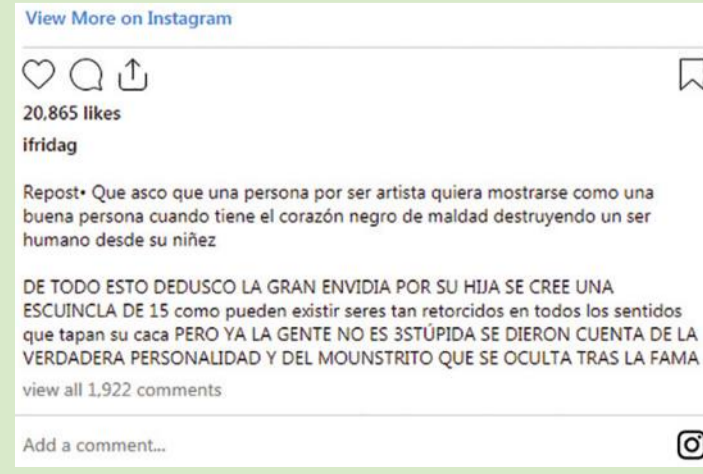 View More on Instagram
20,865 likes
ifridag
Repost• Que asco que una persona por ser artista quiera mostrarse como una
buena persona cuando tiene el corazón negro de maldad destruyendo un ser
humano desde su niñez
DE TODO ESTO DEDUSCO LA GRAN ENVIDIA POR SU HIJA SE CREE UNA
ESCUINCLA DE 15 como pueden existir seres tan retorcidos en todos los sentidos
que tapan su caca PERO YA LA GENTE NO ES 3STÚPIDA SE DIERON CUENTA DE LA
VERDADERA PERSONALIDAD Y DEL MOUNSTRITO QUE SE OCULTA TRAS LA FAMA
view all 1,922 comments
Add a comment...